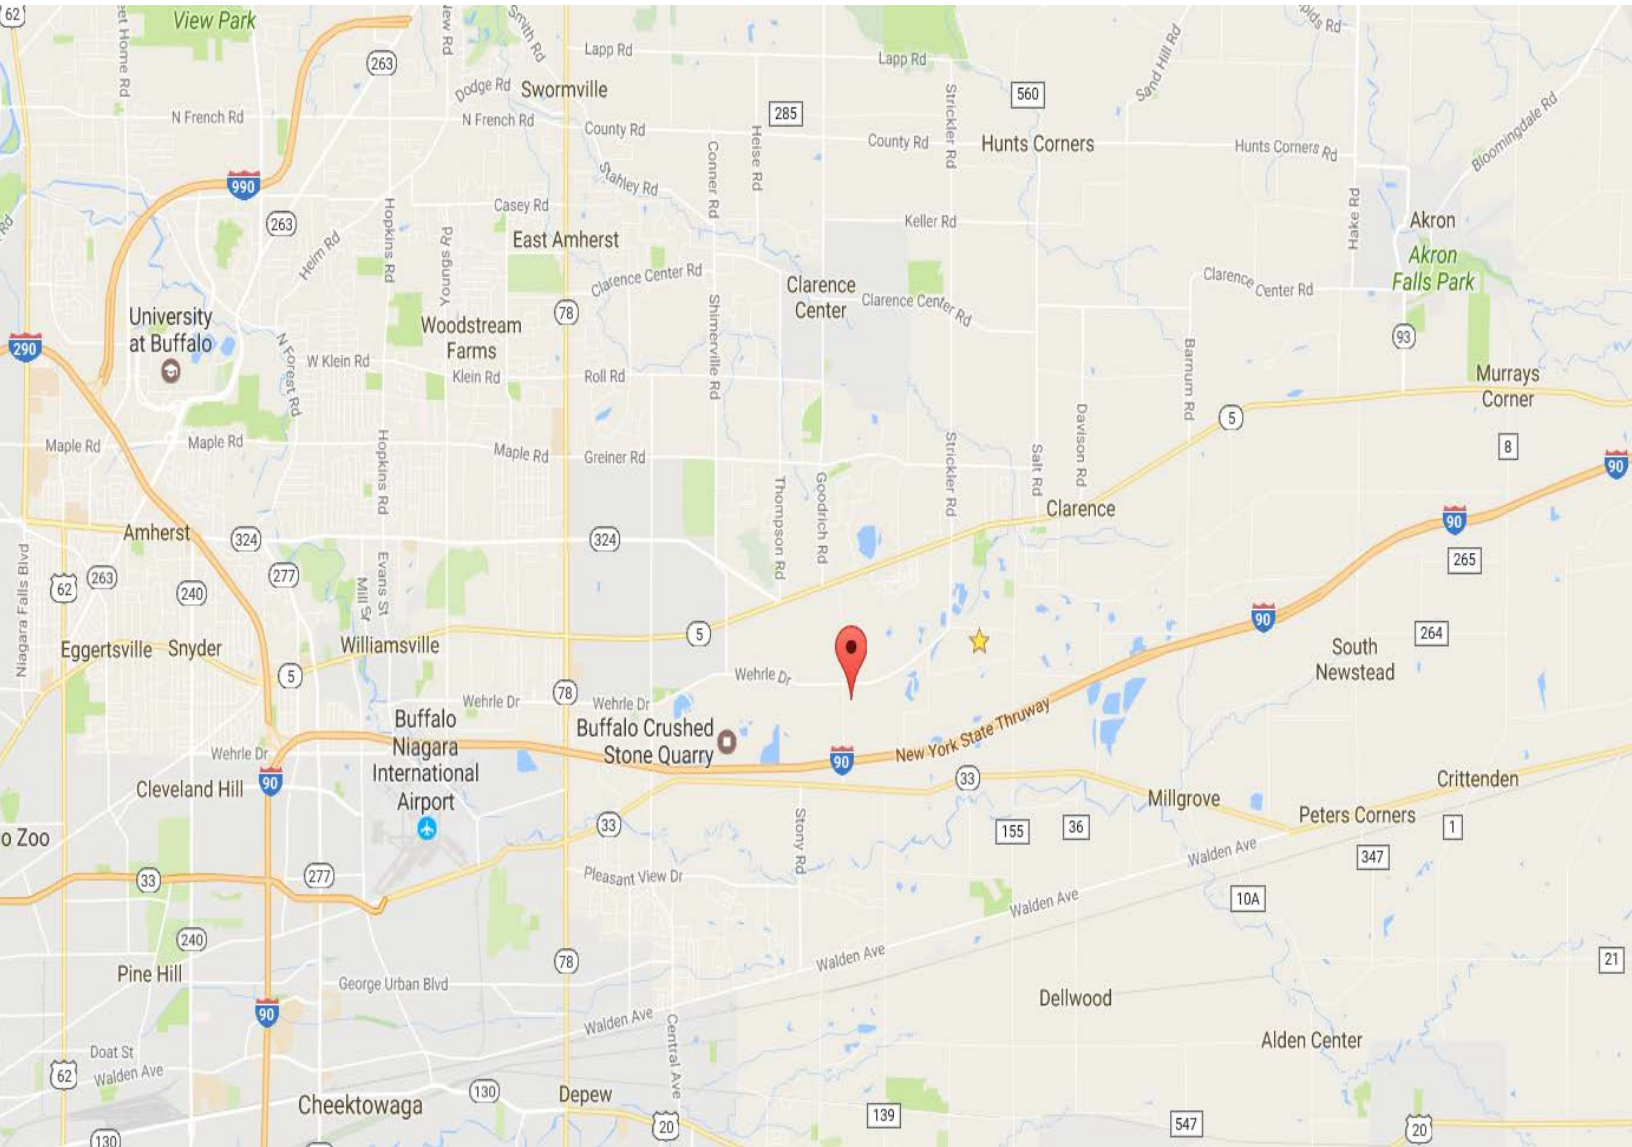 62
View Park
eet Home Rd
263
New Rd
Smith Rd
Lapp Rd
Lapp Rd
Sand Hill Rd
pids Rd
Dodge Rd
Swormville
560
N French Rd
N French Rd
County Rd
285
Heise Rd
County Rd
Strickler Rd
Hunts Corners
Hunts Corners Rd
Bloomingdale Rd
990
Stahley Rd
Conner Rd
263
Heim Rd
Hopkins Rd
Youngs Rd
Casey Rd
East Amherst
Keller Rd
Hake Rd
Akron
Akron
Falls Park
Clarence Center Rd
Clarence
Center
Clarence Center Rd
Clarence Center Rd
University
at Buffalo
290
78
Woodstream
Farms
Shimerville Rd
93
N Forest Rd
W Klein Rd
Klein Rd
Roll Rd
Barnum Rd
Murrays
Corner
5
Davison Rd
8
Maple Rd
Maple Rd
Hopkins Rd
Maple Rd
Greiner Rd
Thompson Rd
Goodrich Rd
Strickler Rd
Salt Rd
90
Clarence
90
Amherst
324
324
265
Niagara Falls Blvd
62
263
240
277
Mill St
Evans St
90
Eggertsville
Snyder
Williamsville
5
5
264
South
Newstead
78
Wehrle Dr
Wehrle Dr
Wehrle Dr
Wehrle Dr
Buffalo
Niagara
International
Airport
Buffalo Crushed
Stone Quarry
90
New York State Thruway
90
Cleveland Hill
33
Millgrove
Crittenden
Peters Corners
1
o Zoo
33
Stony Rd
155
36
347
Walden Ave
33
277
Pleasant View Dr
Walden Ave
10A
240
78
Walden Ave
21
Pine Hill
George Urban Blvd
Dellwood
90
Walden Ave
Central Ave
Alden Center
Doat St
62
Walden Ave
130
Depew
Cheektowaga
20
139
547
20
130